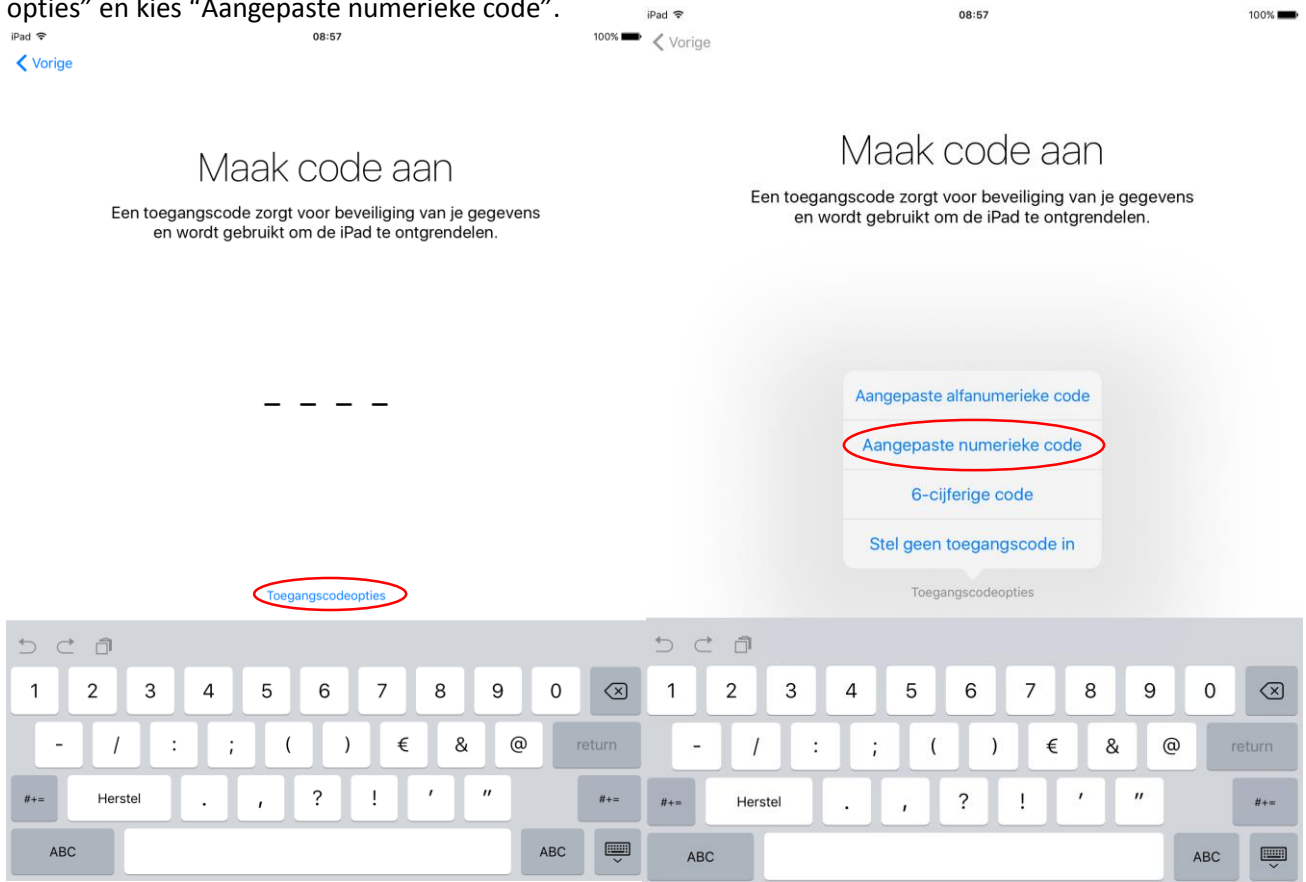 opties” en kies “Aangepaste numerieke code”.
iPad 08:57 100%
Vorige
Maak code aan
Een toegangscode zorgt voor beveiliging van je gegevens
en wordt gebruikt om de iPad te ontgrendelen.
_ _ _ _
Toegangscodeopties
1 2 3 4 5 6 7 8 9 0
- / : ; ( ) € & @ return
#+= Herstel . , ? ! ' " #+=
ABC ABC
iPad 08:57 100%
Vorige
Maak code aan
Een toegangscode zorgt voor beveiliging van je gegevens
en wordt gebruikt om de iPad te ontgrendelen.
Aangepaste alfanumerieke code
Aangepaste numerieke code
6-cijferige code
Stel geen toegangscode in
Toegangscodeopties
1 2 3 4 5 6 7 8 9 0
- / : ; ( ) € & @ return
#+= Herstel . , ? ! ' " #+=
ABC ABC